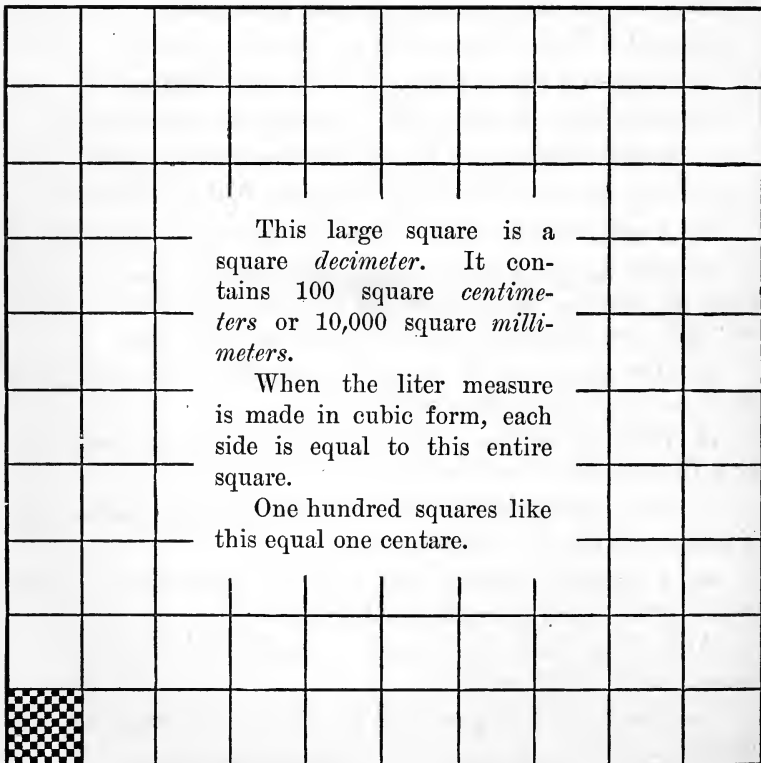 This large square is a
square decimeter. It con-
tains 100 square centime-
ters or 10,000 square milli-
meters.
When the liter measure
is made in cubic form, each
side is equal to this entire
square.
One hundred squares like
this equal one centare.